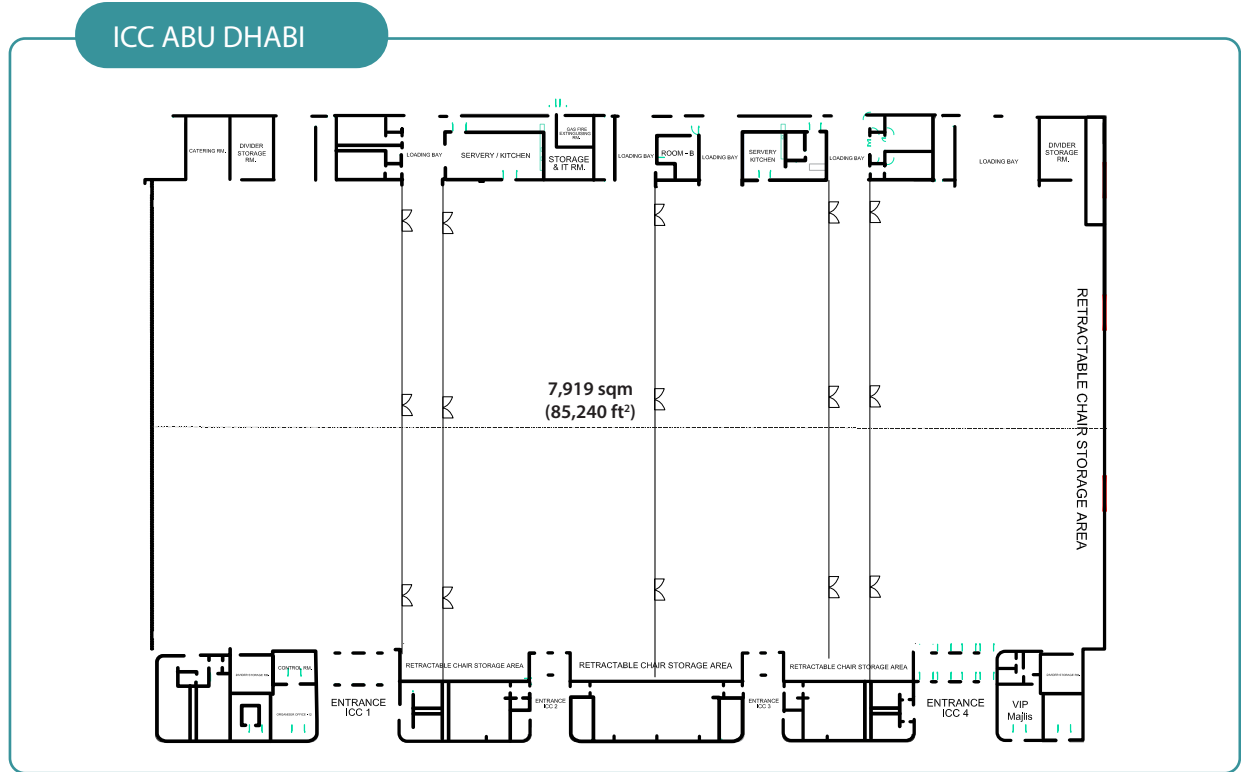 ICC ABU DHABI
GAS FIRE
EXTINGUISHING
RM.
CATERING RM.
DIVIDER
STORAGE
RM.
LOADING BAY
SERVERY / KITCHEN
STORAGE
& IT RM.
LOADING BAY
ROOM - B
LOADING BAY
SERVERY
KITCHEN
LOADING BAY
LOADING BAY
DIVIDER
STORAGE
RM.
RETRACTABLE CHAIR STORAGE AREA
7,919 sqm
(85,240 ft²)
RETRACTABLE CHAIR STORAGE AREA
RETRACTABLE CHAIR STORAGE AREA
RETRACTABLE CHAIR STORAGE AREA
CONTROL RM.
ENTRANCE
ICC 1
ENTRANCE
ICC 2
ENTRANCE
ICC 3
ENTRANCE
ICC 4
VIP
Majlis